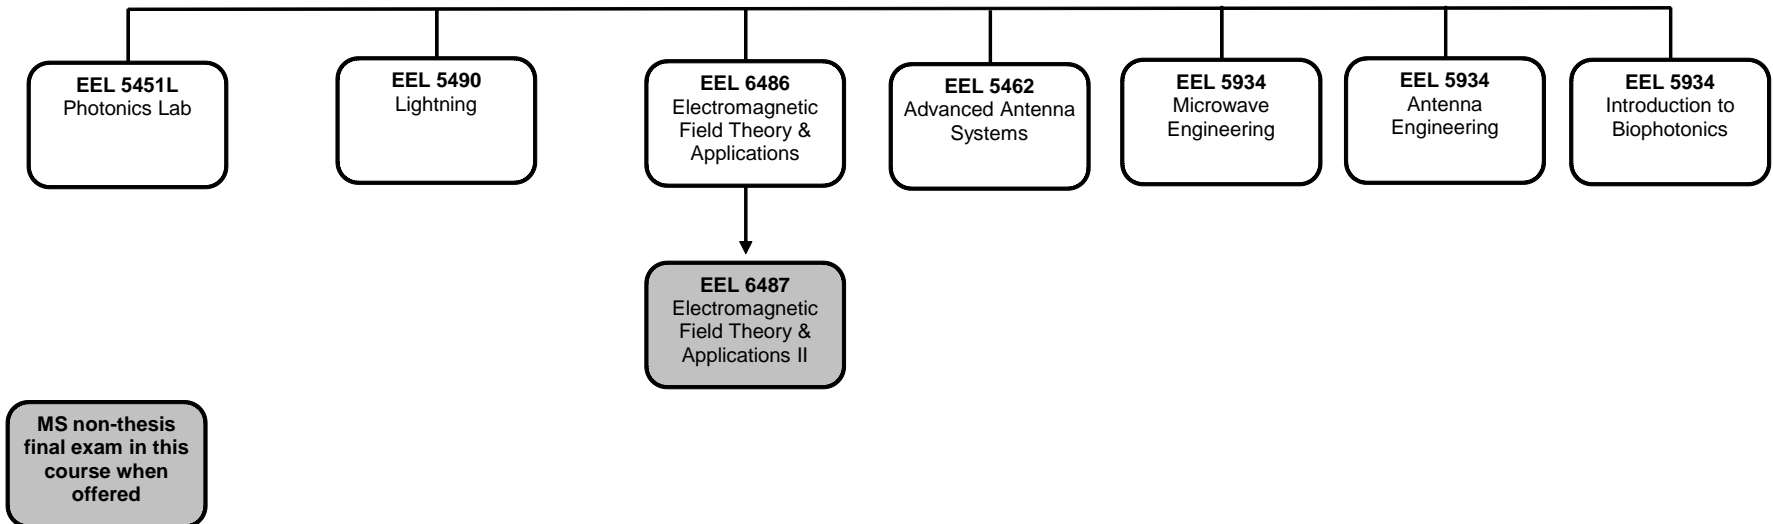 EEL 5451L
Photonics Lab
EEL 5490
Lightning
EEL 6486
Electromagnetic
Field Theory &
Applications
EEL 5462
Advanced Antenna
Systems
EEL 5934
Microwave
Engineering
EEL 5934
Antenna
Engineering
EEL 5934
Introduction to
Biophotonics
EEL 6487
Electromagnetic
Field Theory &
Applications II
MS non-thesis
final exam in this
course when
offered